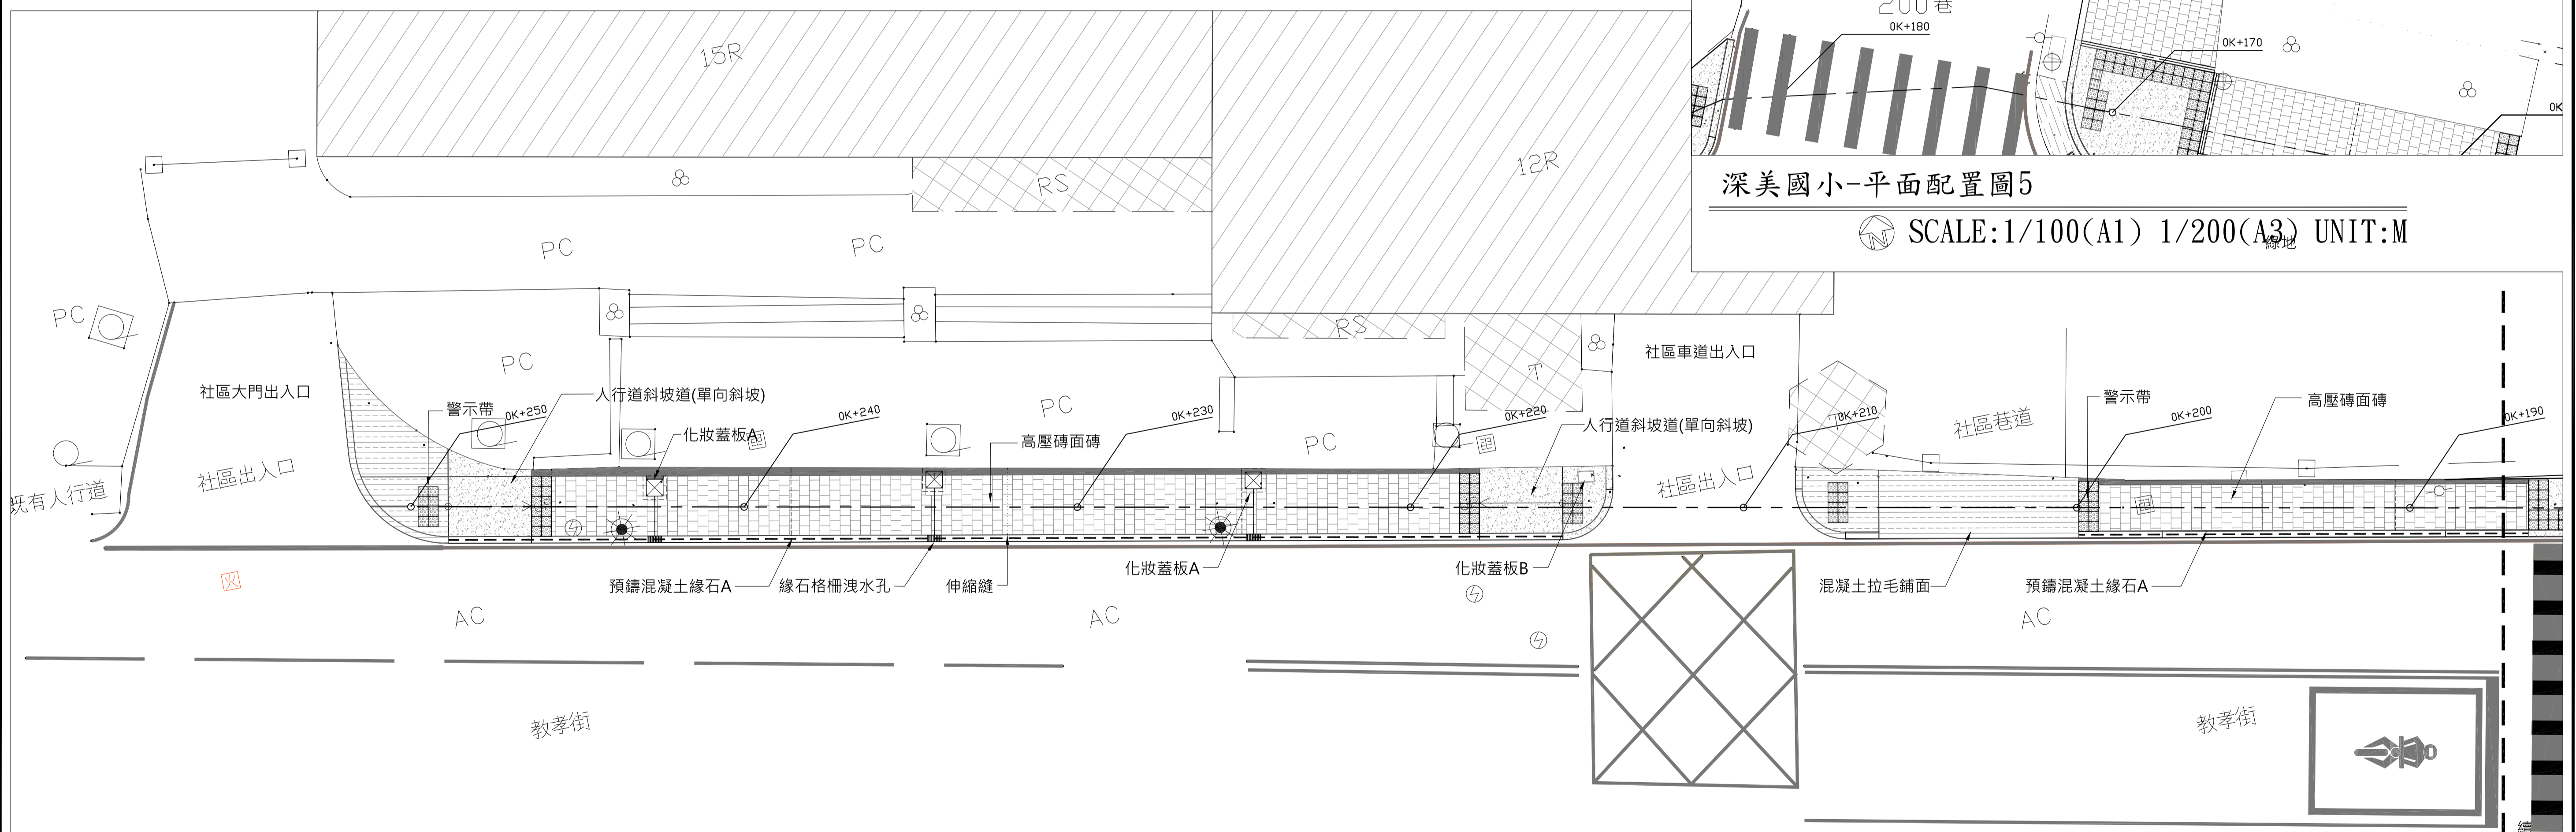 200巷
0K+180
0K+170
0K
15R
12R
RS
深美國小-平面配置圖5
SCALE:1/100(A1) 1/200(A3) UNIT:M
綠地
PC
PC
PC
RS
社區車道出入口
PC
T
社區大門出入口
人行道斜坡道(單向斜坡)
警示帶
0K+250
0K+240
PC
0K+230
0K+220
T
0K+210
警示帶
0K+200
高壓磚面磚
0K+190
化妝蓋板A
電
高壓磚面磚
PC
電
人行道斜坡道(單向斜坡)
社區巷道
既有人行道
社區出入口
社區出入口
電
火
預鑄混凝土緣石A
緣石格柵洩水孔
伸縮縫
化妝蓋板A
化妝蓋板B
混凝土拉毛鋪面
預鑄混凝土緣石A
AC
AC
AC
教孝街
教孝街